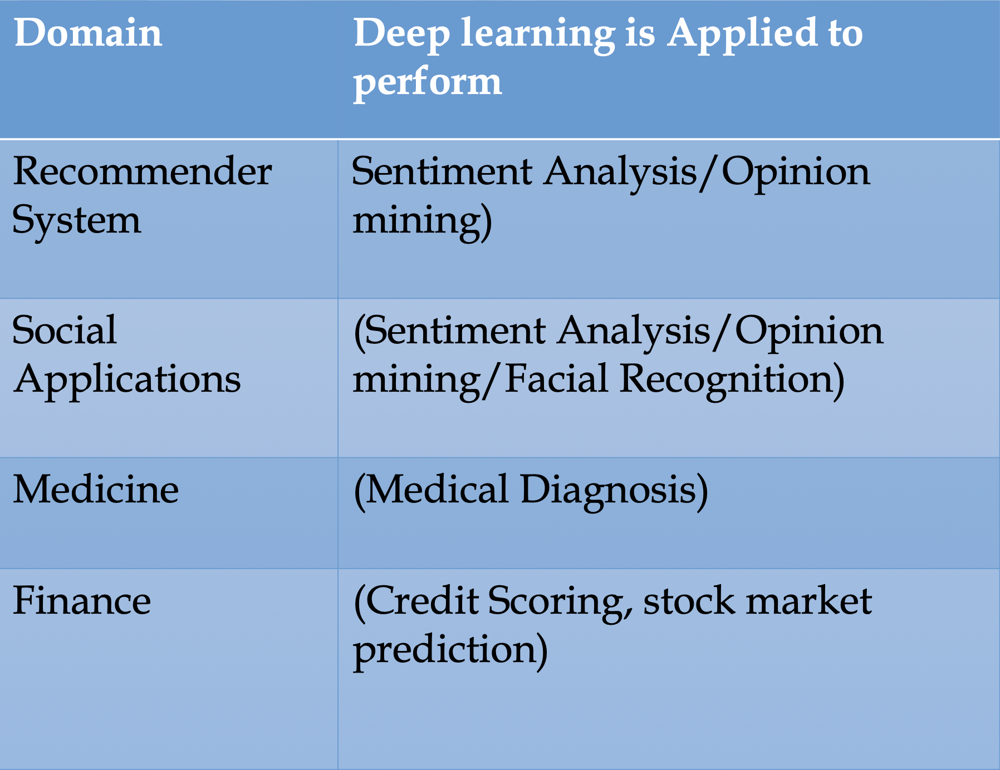 Domain
Deep learning is Applied to
perform
Recommender
System
Sentiment Analysis/Opinion
mining)
Social
Applications
(Sentiment Analysis/Opinion
mining/Facial Recognition)
Medicine
(Medical Diagnosis)
Finance
(Credit Scoring, stock market
prediction)